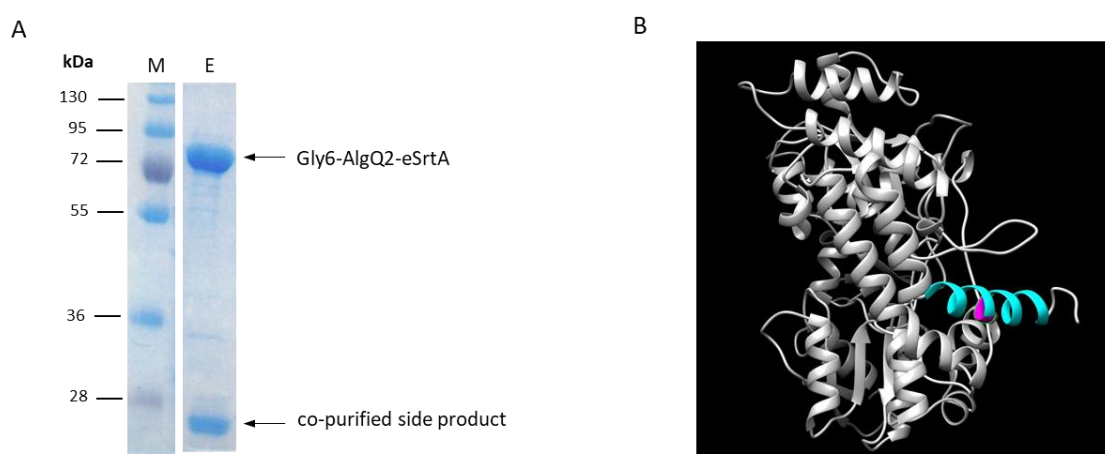 A
B
kDa
M
E
130
95
72
Gly6-AlgQ2-eSrtA
55
36
28
co-purified side product